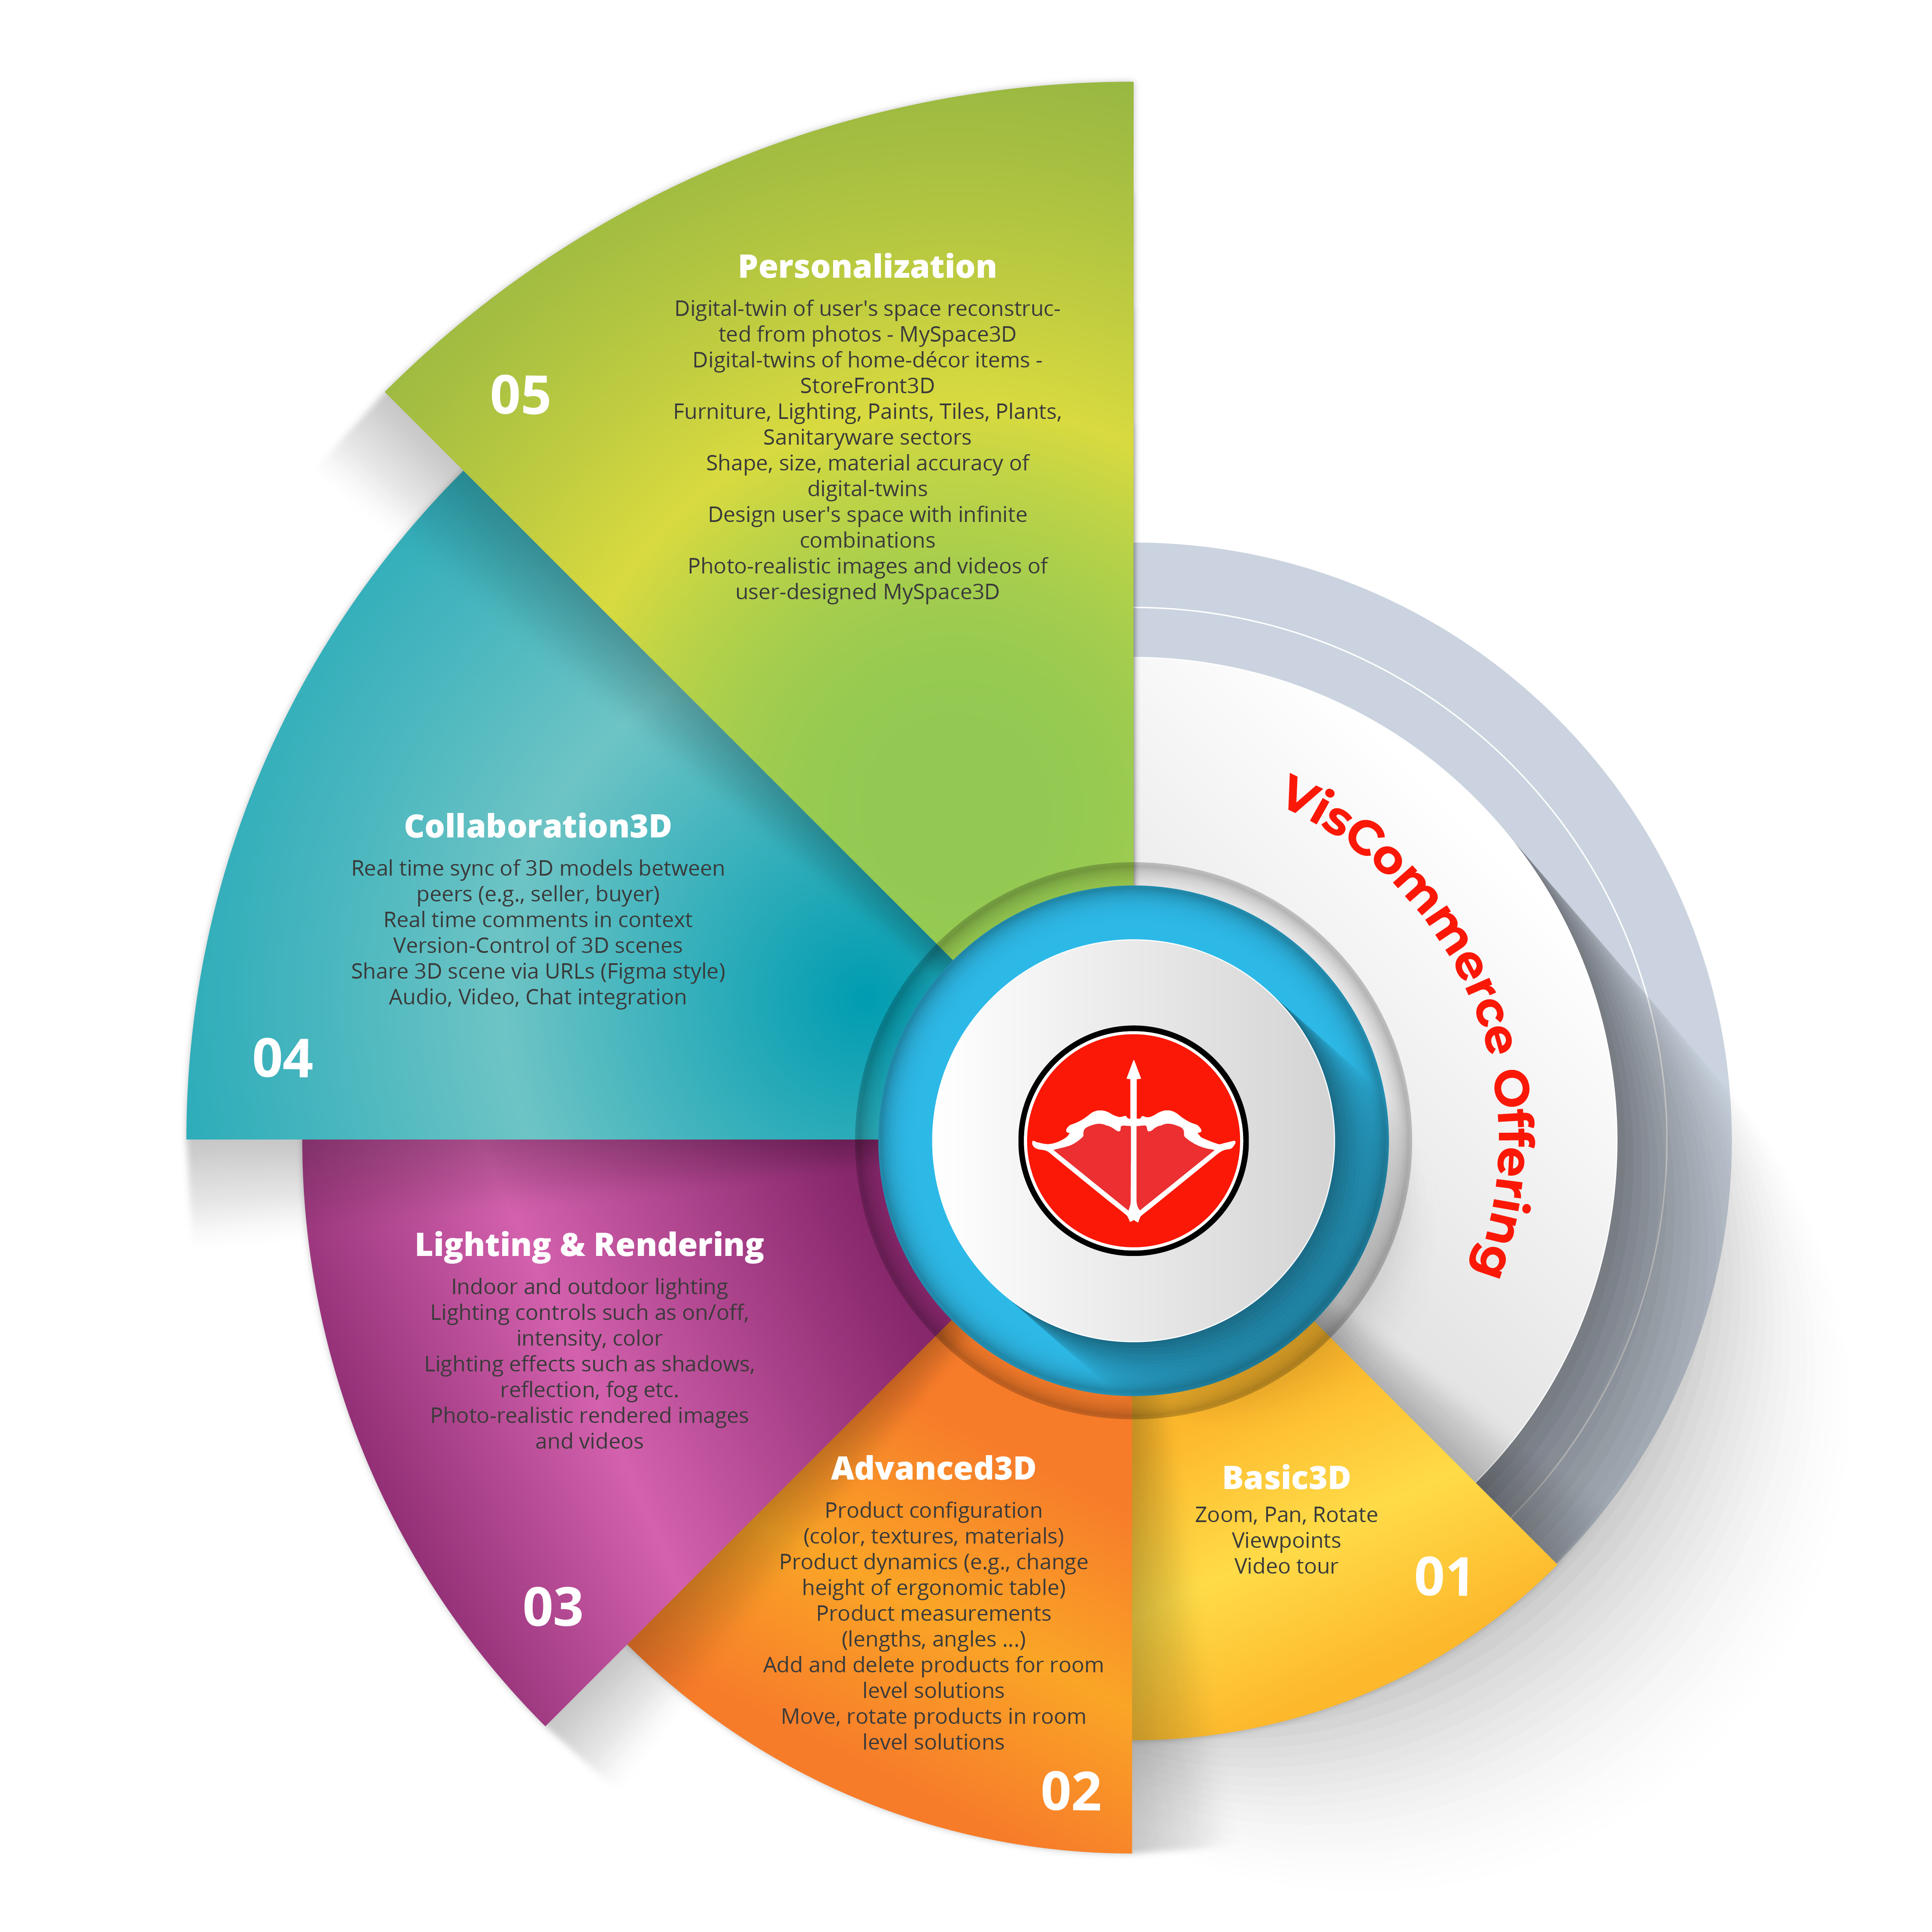 Personalization
Digital-twin of user's space reconstruc-
ted from photos - MySpace3D
Digital-twins of home-décor items -
StoreFront3D
Furniture, Lighting, Paints, Tiles, Plants,
Sanitaryware sectors
Shape, size, material accuracy of
digital-twins
Design user's space with infinite
combinations
Photo-realistic images and videos of
user-designed MySpace3D
05
VisCommerce Offering
Collaboration3D
Real time sync of 3D models between
peers (e.g., seller, buyer)
Real time comments in context
Version-Control of 3D scenes
Share 3D scene via URLs (Figma style)
Audio, Video, Chat integration
04
Lighting & Rendering
Indoor and outdoor lighting
Lighting controls such as on/off,
intensity, color
Lighting effects such as shadows,
reflection, fog etc.
Photo-realistic rendered images
and videos
03
Advanced3D
Product configuration
(color, textures, materials)
Product dynamics (e.g., change
height of ergonomic table)
Product measurements
(lengths, angles ...)
Add and delete products for room
level solutions
Move, rotate products in room
level solutions
02
Basic3D
Zoom, Pan, Rotate
Viewpoints
Video tour
01